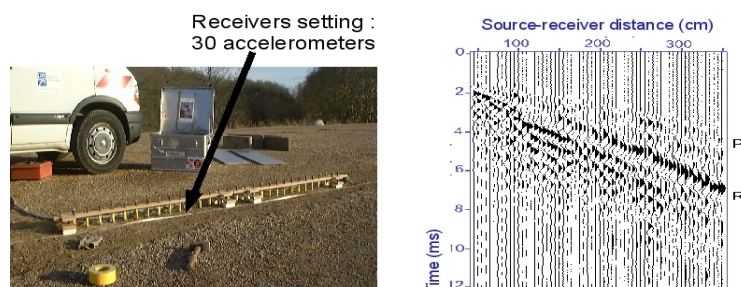 Receivers setting :
30 accelerometers
Source-receiver distance (cm)
100 200 300
0
2
4
P
6
R
8
10
12
Time (ms)